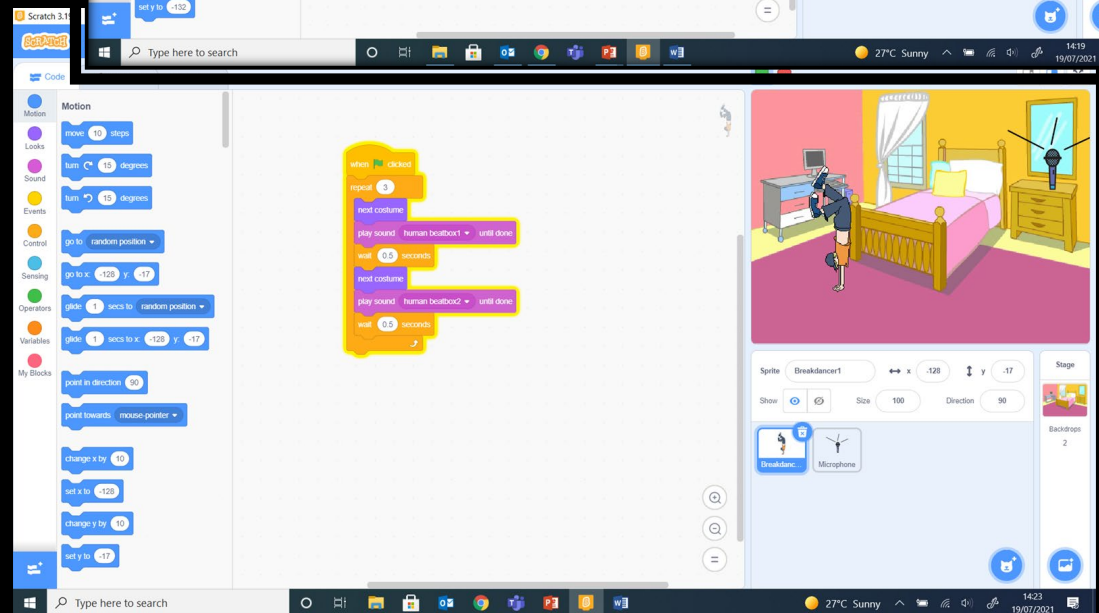 Scratch 3.1
set y to -132
=
Type here to search
27°C Sunny
14:19
19/07/2021
SCRATCH
Code
Motion
Looks
Sound
Events
Control
Sensing
Operators
Variables
My Blocks
Motion
move 10 steps
turn 15 degrees
turn 15 degrees
go to random position
go to x: -128 y: -17
glide 1 secs to random position
glide 1 secs to x: -128 y: -17
point in direction 90
point towards mouse-pointer
change x by 10
set x to -128
change y by 10
set y to -17
when clicked
repeat 3
next costume
play sound human beatbox1 until done
wait 0.5 seconds
next costume
play sound human beatbox2 until done
wait 0.5 seconds
=
Sprite Breakdancer1 x -128 y -17
Show Size 100 Direction 90
Breakdanc...
Microphone
Stage
Backdrops
2
Type here to search
27°C Sunny
14:23
19/07/2021